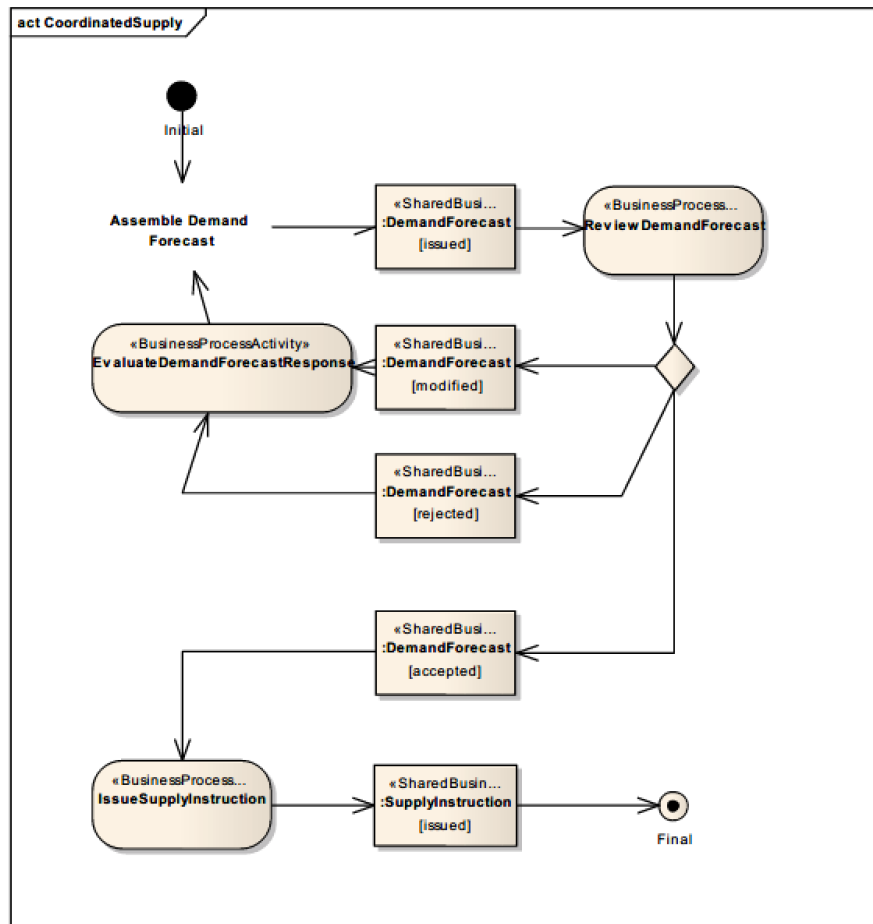 act CoordinatedSupply
Initial
Assemble Demand
Forecast
«SharedBusi...
:DemandForecast
[issued]
«BusinessProcess...
ReviewDemandForecast
«BusinessProcessActivity»
EvaluateDemandForecastResponse
«SharedBusi...
:DemandForecast
[modified]
«SharedBusi...
:DemandForecast
[rejected]
«SharedBusi...
:DemandForecast
[accepted]
«BusinessProcess...
IssueSupplyInstruction
«SharedBusin...
:SupplyInstruction
[issued]
Final